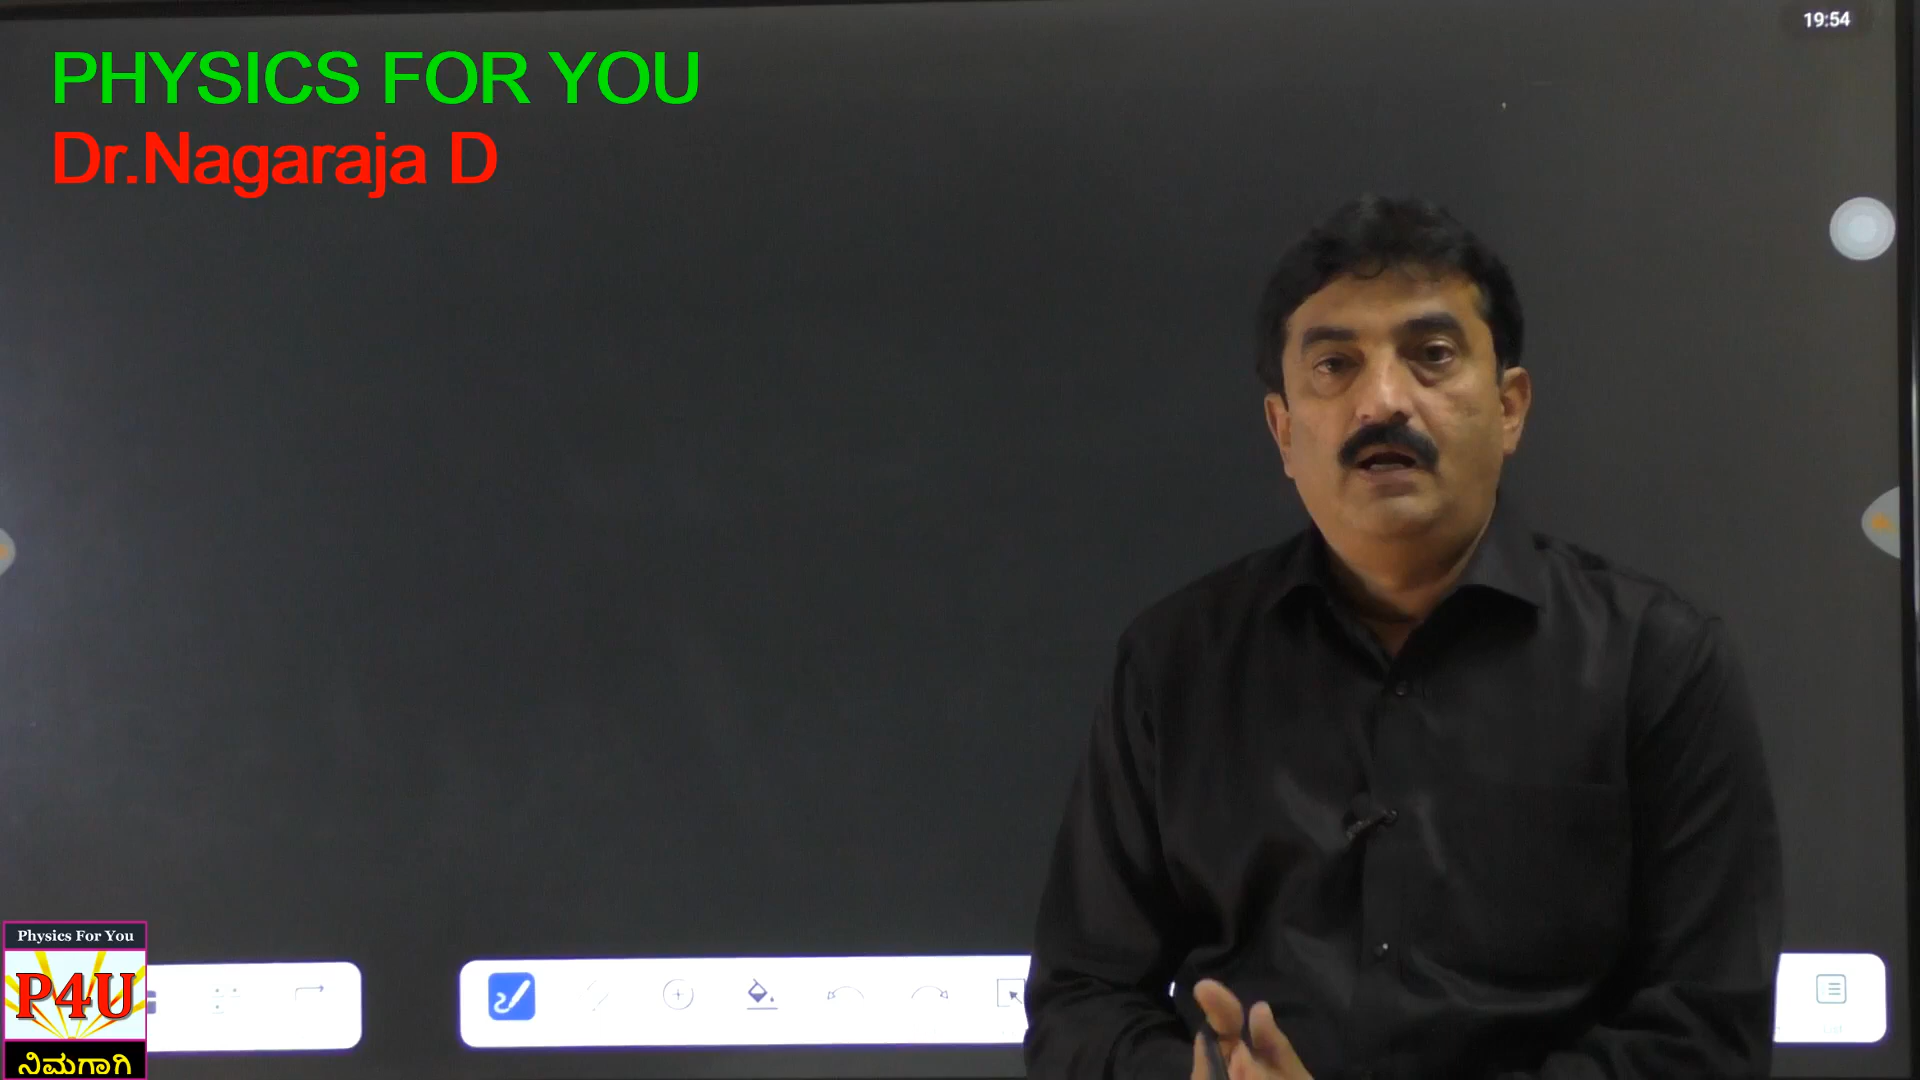 19:54
PHYSICS FOR YOU
Dr.Nagaraja D
Physics For You
P4U
ನಿಮಗಾಗಿ